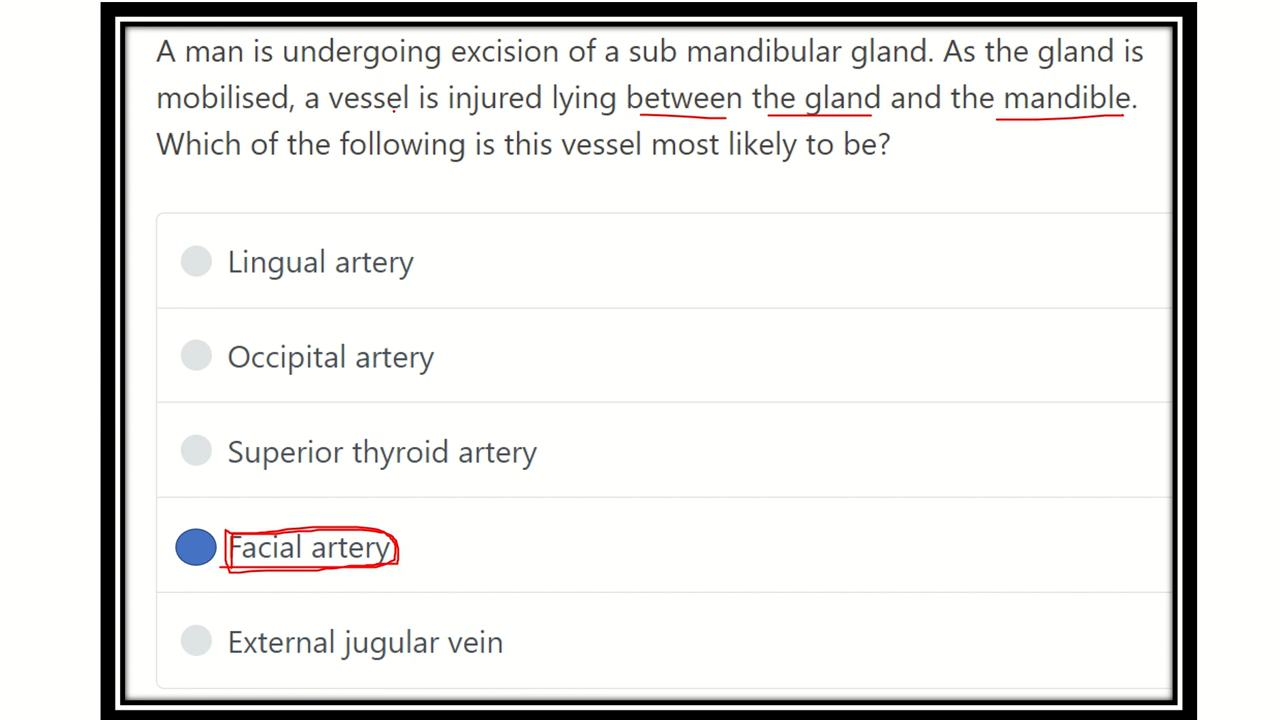 A man is undergoing excision of a sub mandibular gland. As the gland is
mobilised, a vessel is injured lying between the gland and the mandible.
Which of the following is this vessel most likely to be?
Lingual artery
Occipital artery
Superior thyroid artery
Facial artery
External jugular vein